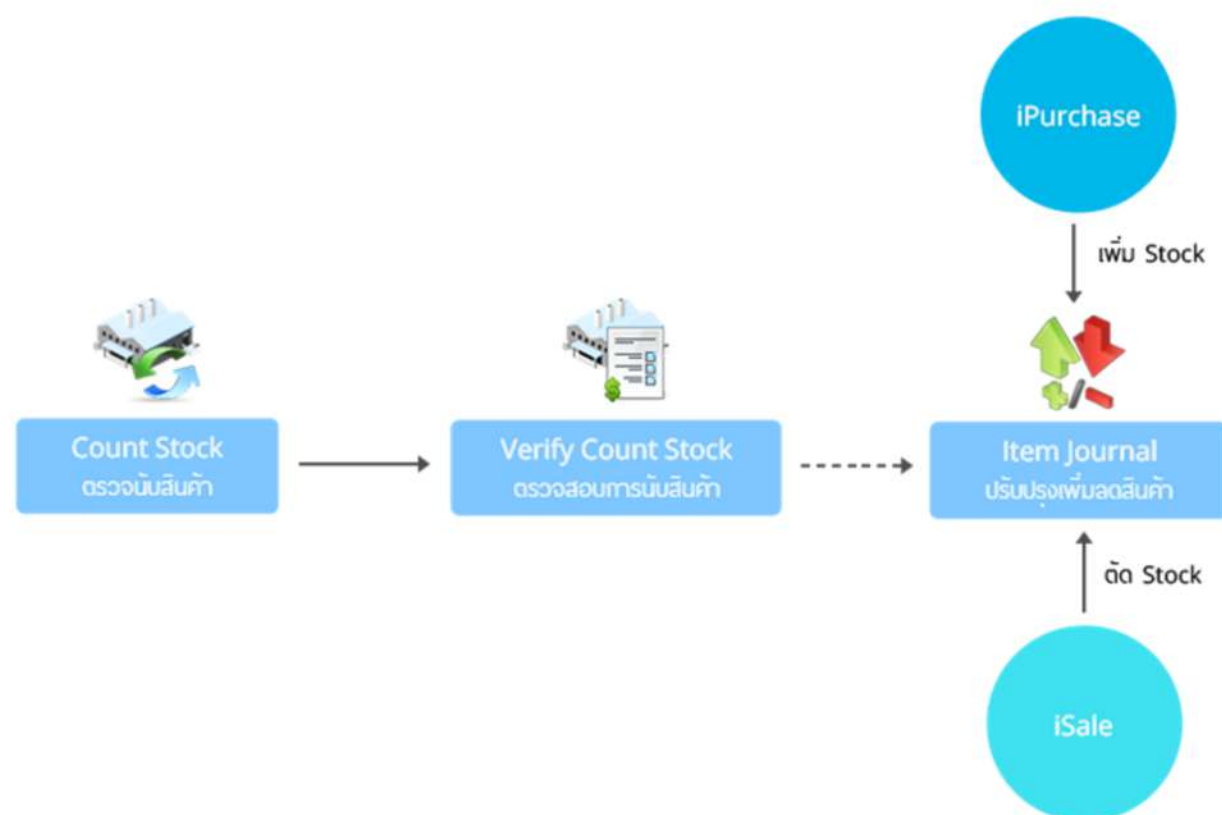 iPurchase
เพิ่ม Stock
Count Stock
ตรวจนับสินค้า
Verify Count Stock
ตรวจสอบการนับสินค้า
Item Journal
ปรับปรุงเพิ่มลดสินค้า
ตัด Stock
iSale